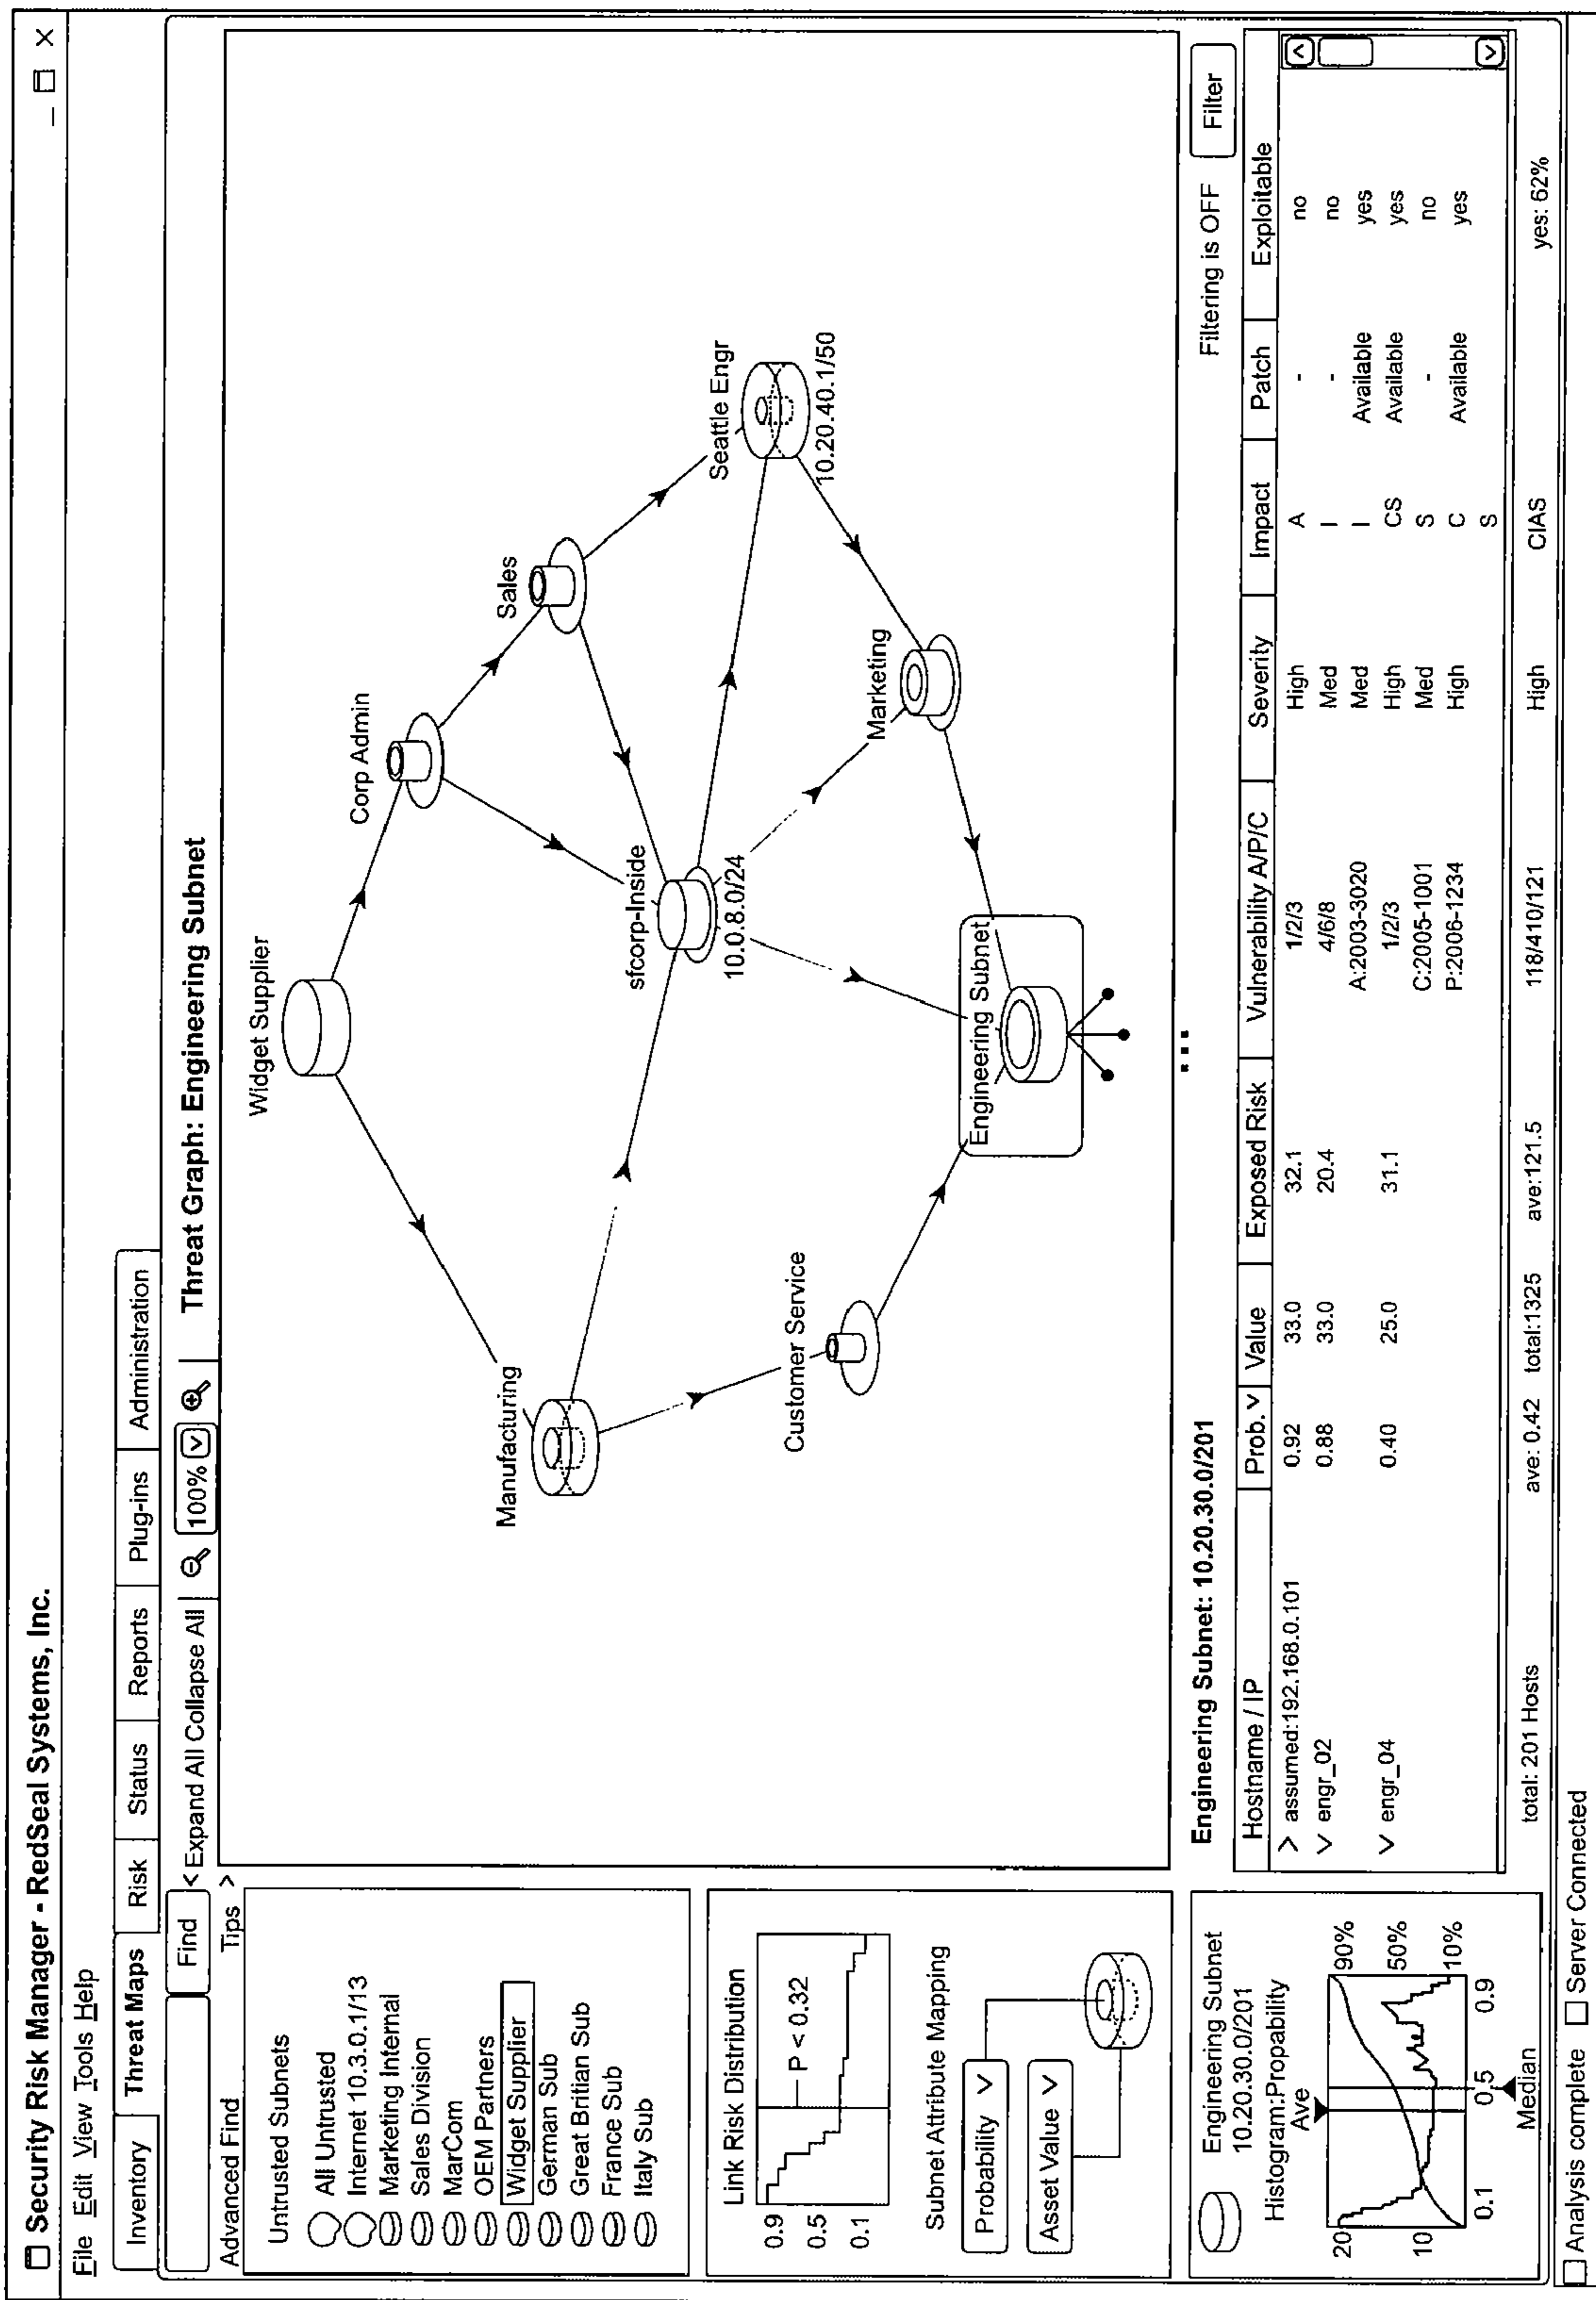 Security Risk Manager - RedSeal Systems, Inc.
File Edit View Tools Help
Inventory Threat Maps Risk Status Reports Plug-ins Administration
Find < Expand All Collapse All 100% Threat Graph: Engineering Subnet
Advanced Find Tips >
Untrusted Subnets
All Untrusted
Internet 10.3.0.1/13
Marketing Internal
Sales Division
MarCom
OEM Partners
Widget Supplier
German Sub
Great Britian Sub
France Sub
Italy Sub
Link Risk Distribution
0.9
0.5
0.1
P < 0.32
Subnet Attribute Mapping
Probability
Asset Value
Engineering Subnet
10.20.30.0/201
Histogram:Propability
Ave
20
10
90%
50%
10%
0.1 0.5 0.9
Median
Widget Supplier
Corp Admin
Sales
Manufacturing
sfcorp-Inside
10.0.8.0/24
Seattle Engr
10.20.40.1/50
Customer Service
Marketing
Engineering Subnet
...
Engineering Subnet: 10.20.30.0/201 Filtering is OFF Filter
Hostname / IP Prob. Value Exposed Risk Vulnerability A/P/C Severity Impact Patch Exploitable
> assumed:192.168.0.101 0.92 33.0 32.1 1/2/3 High A - no
engr_02 0.88 33.0 20.4 4/6/8 Med I - no
A:2003-3020 Med I Available yes
engr_04 0.40 25.0 31.1 1/2/3 High CS Available yes
C:2005-1001 Med S - no
P:2006-1234 High C Available yes
S
total: 201 Hosts ave: 0.42 total:1325 ave:121.5 118/410/121 High CIAS yes: 62%
Analysis complete Server Connected